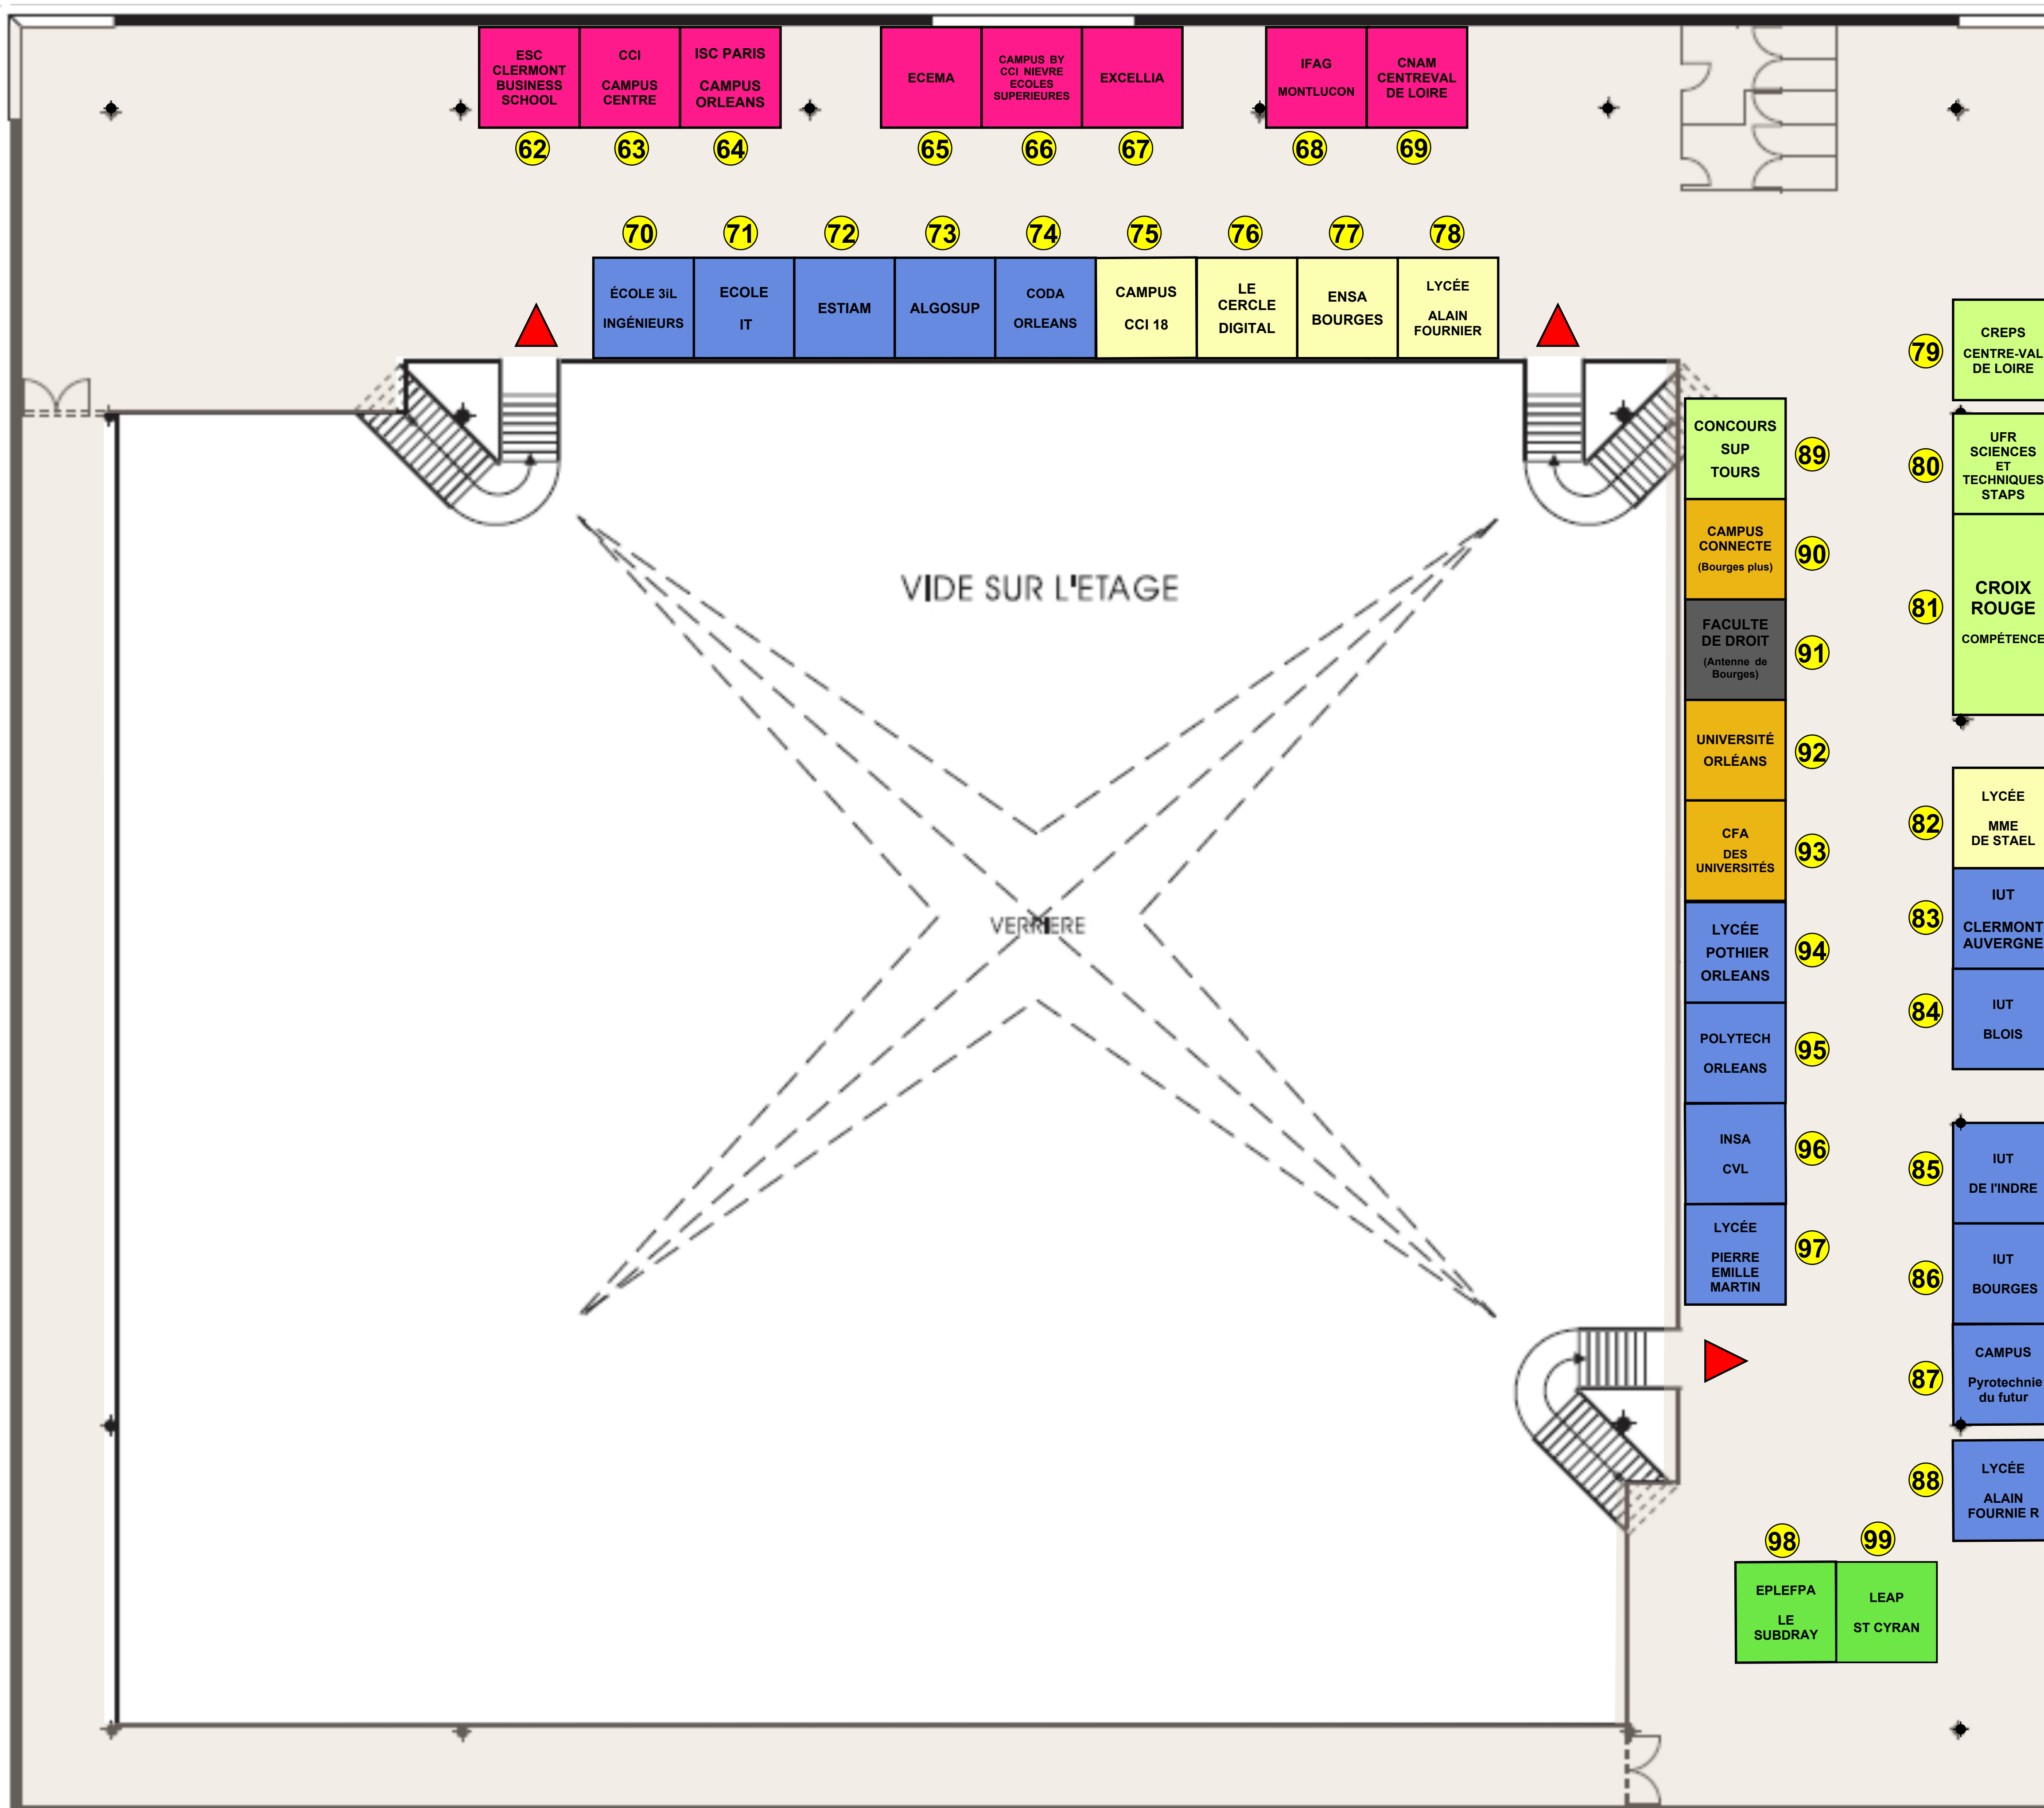 ESC
CLERMONT
BUSINESS
SCHOOL
CCI
CAMPUS
CENTRE
ISC PARIS
CAMPUS
ORLEANS
ECEMA
CAMPUS BY
CCI NIEVRE
ECOLES
SUPERIEURES
EXCELLIA
IFAG
MONTLUCON
CNAM
CENTREVAL
DE LOIRE
62
63
64
65
66
67
68
69
70
71
72
73
74
75
76
77
78
ÉCOLE 3iL
INGÉNIEURS
ECOLE
IT
ESTIAM
ALGOSUP
CODA
ORLEANS
CAMPUS
CCI 18
LE
CERCLE
DIGITAL
ENSA
BOURGES
LYCÉE
ALAIN
FOURNIER
79
CREPS
CENTRE-VAL
DE LOIRE
80
UFR
SCIENCES
ET
TECHNIQUES
STAPS
81
CROIX
ROUGE
COMPÉTENCE
82
LYCÉE
MME
DE STAEL
83
IUT
CLERMONT
AUVERGNE
84
IUT
BLOIS
85
IUT
DE l'INDRE
86
IUT
BOURGES
87
CAMPUS
Pyrotechnie
du futur
88
LYCÉE
ALAIN
FOURNIE R
CONCOURS
SUP
TOURS
89
CAMPUS
CONNECTE
(Bourges plus)
90
FACULTE
DE DROIT
(Antenne de
Bourges)
91
UNIVERSITÉ
ORLÉANS
92
CFA
DES
UNIVERSITÉS
93
LYCÉE
POTHIER
ORLEANS
94
POLYTECH
ORLEANS
95
INSA
CVL
96
LYCÉE
PIERRE
EMILLE
MARTIN
97
98
99
EPLEFPA
LE
SUBDRAY
LEAP
ST CYRAN
VIDE SUR L'ETAGE
VERRIERE